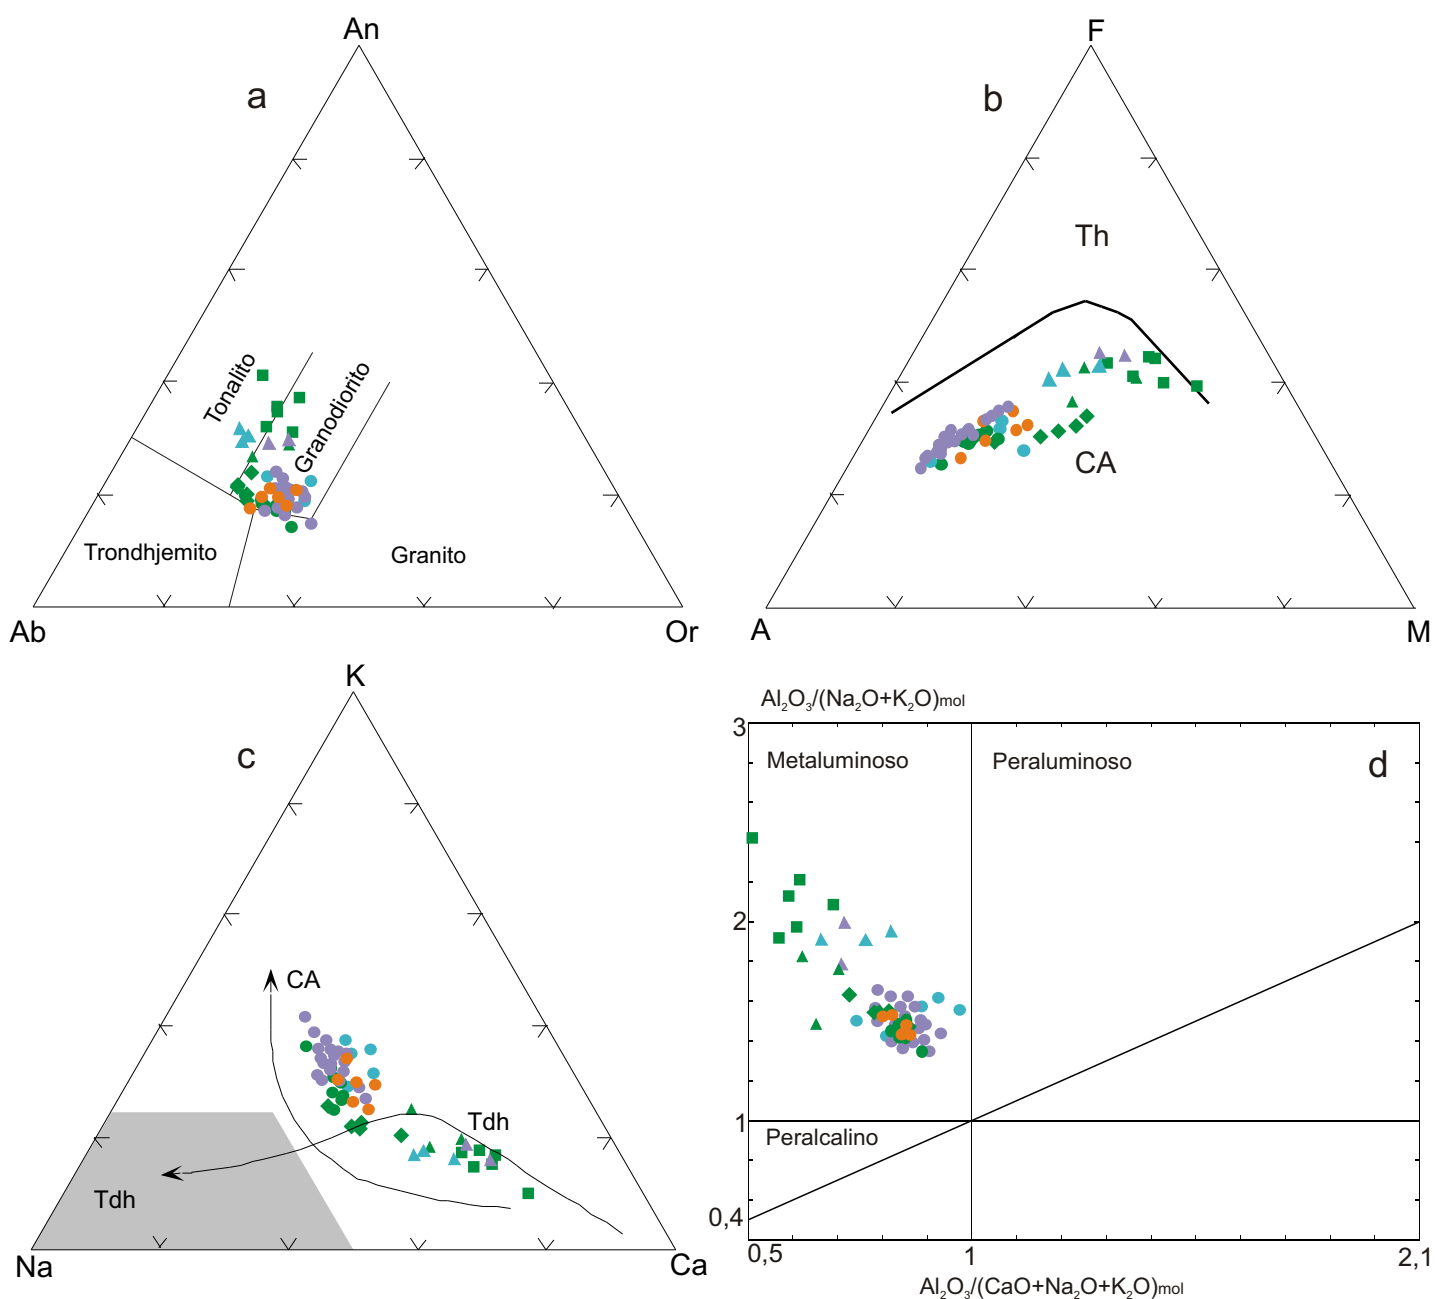 An
a
Tonalito
Granodiorito
Trondhjemito
Granito
Ab
Or
F
b
Th
CA
A
M
K
c
CA
Tdh
Tdh
Na
Ca
Al₂O₃/(Na₂O+K₂O)mol
3
Metaluminoso
Peraluminoso
d
2
1
Peralcalino
0,4
0,5
1
2,1
Al₂O₃/(CaO+Na₂O+K₂O)mol